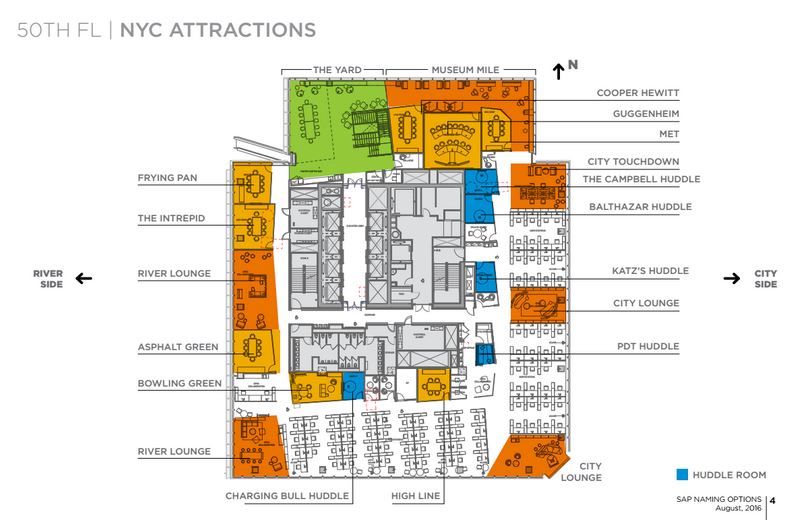 50TH FL | NYC ATTRACTIONS
THE YARD
MUSEUM MILE
N
COOPER HEWITT
GUGGENHEIM
MET
CITY TOUCHDOWN
THE CAMPBELL HUDDLE
BALTHAZAR HUDDLE
KATZ'S HUDDLE
CITY LOUNGE
PDT HUDDLE
CITY
LOUNGE
FRYING PAN
THE INTREPID
RIVER LOUNGE
ASPHALT GREEN
BOWLING GREEN
RIVER LOUNGE
RIVER
SIDE
CITY
SIDE
CHARGING BULL HUDDLE
HIGH LINE
HUDDLE ROOM
SAP NAMING OPTIONS
August, 2016
4